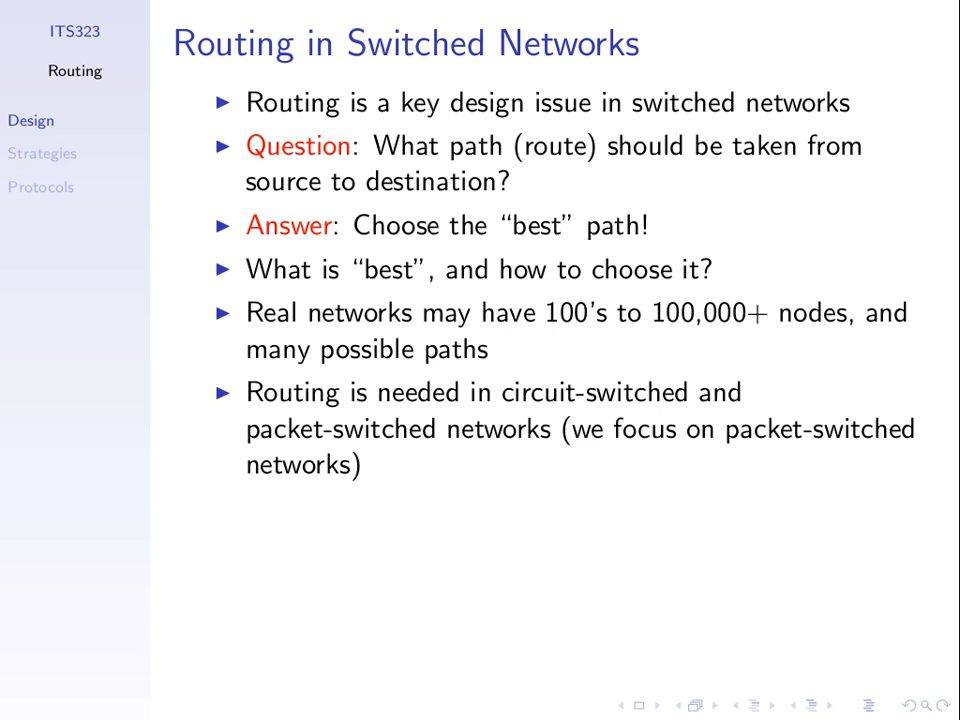 ITS323
Routing
Design
Strategies
Protocols
Routing in Switched Networks
Routing is a key design issue in switched networks
Question: What path (route) should be taken from
source to destination?
Answer: Choose the “best” path!
What is “best”, and how to choose it?
Real networks may have 100’s to 100,000+ nodes, and
many possible paths
Routing is needed in circuit-switched and
packet-switched networks (we focus on packet-switched
networks)